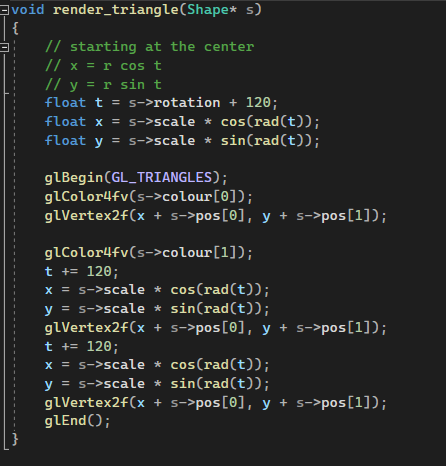 void render_triangle(Shape* s)
{
    // starting at the center
    // x = r cos t
    // y = r sin t
    float t = s->rotation + 120;
    float x = s->scale * cos(rad(t));
    float y = s->scale * sin(rad(t));

    glBegin(GL_TRIANGLES);
    glColor4fv(s->colour[0]);
    glVertex2f(x + s->pos[0], y + s->pos[1]);

    glColor4fv(s->colour[1]);
    t += 120;
    x = s->scale * cos(rad(t));
    y = s->scale * sin(rad(t));
    glVertex2f(x + s->pos[0], y + s->pos[1]);
    t += 120;
    x = s->scale * cos(rad(t));
    y = s->scale * sin(rad(t));
    glVertex2f(x + s->pos[0], y + s->pos[1]);
    glEnd();
}